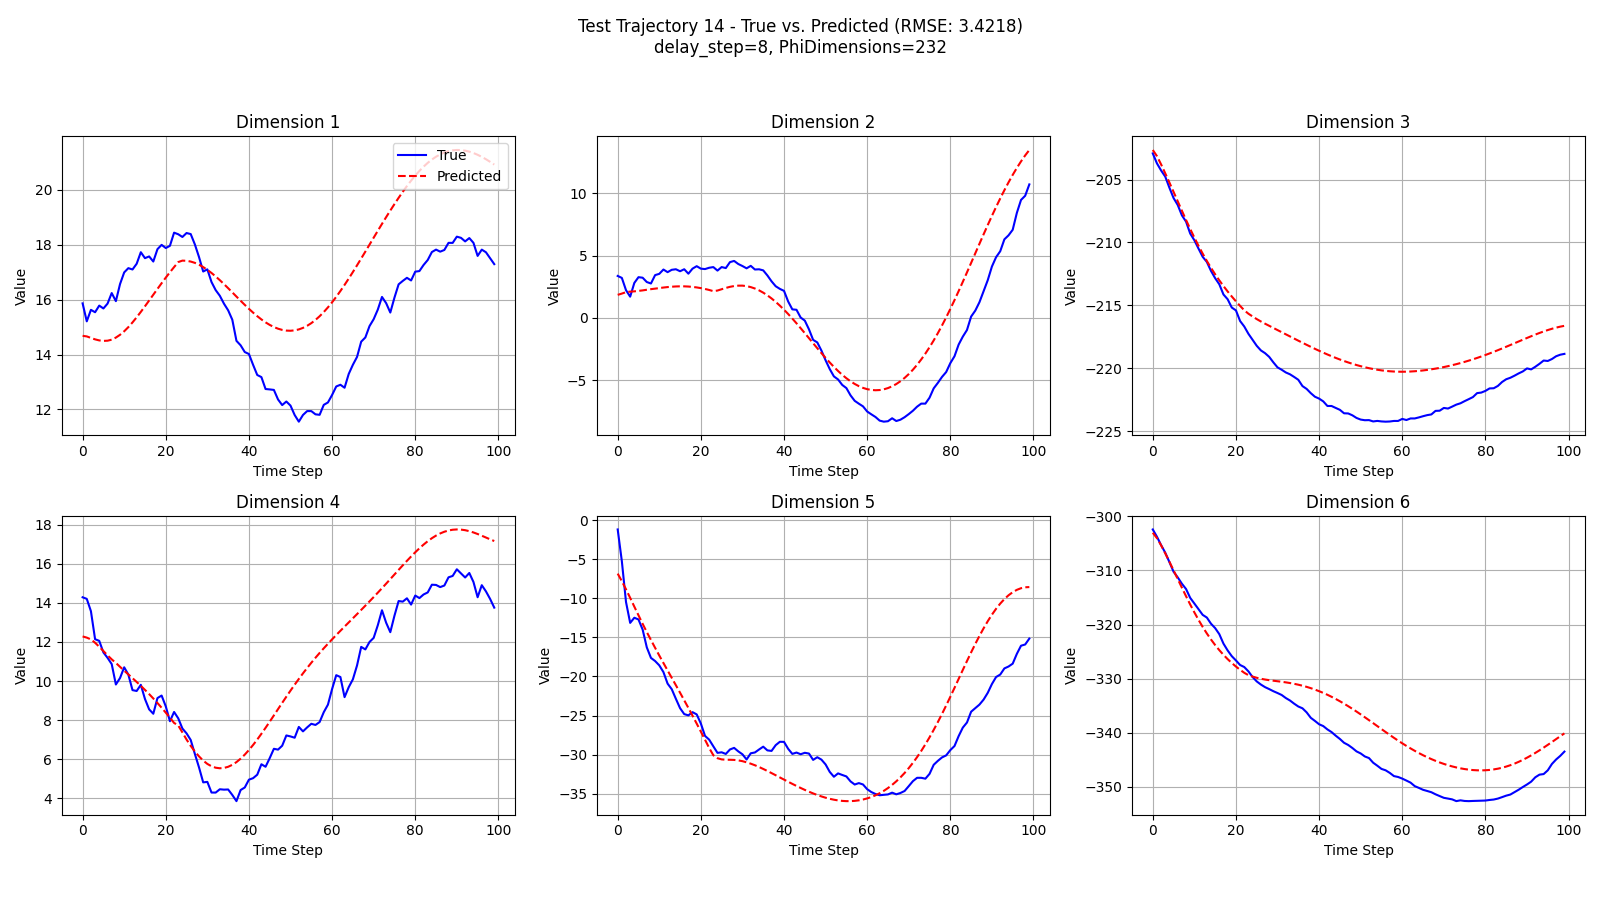 Test Trajectory 14 - True vs. Predicted (RMSE: 3.4218)
delay_step=8, PhiDimensions=232
Dimension 1
True
Predicted
20
18
16
14
12
Value
0 20 40 60 80 100
Time Step
Dimension 2
10
5
0
−5
Value
0 20 40 60 80 100
Time Step
Dimension 3
−205
−210
−215
−220
−225
Value
0 20 40 60 80 100
Time Step
Dimension 4
18
16
14
12
10
8
6
4
Value
0 20 40 60 80 100
Time Step
Dimension 5
0
−5
−10
−15
−20
−25
−30
−35
Value
0 20 40 60 80 100
Time Step
Dimension 6
−300
−310
−320
−330
−340
−350
Value
0 20 40 60 80 100
Time Step